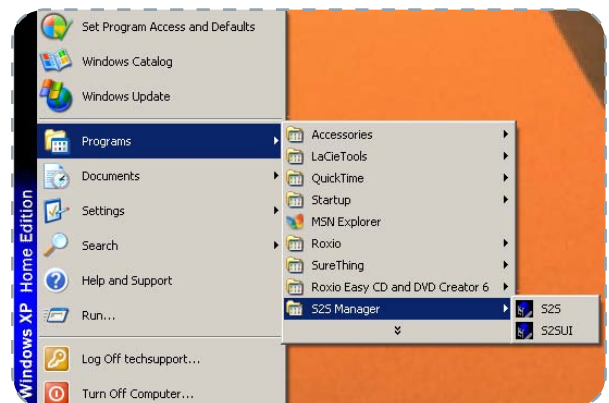 Set Program Access and Defaults
Windows Catalog
Windows Update
Programs
Documents
Settings
Search
Help and Support
Run...
Log Off techsupport...
Turn Off Computer...
Windows XP Home Edition
Accessories
LaCieTools
QuickTime
Startup
MSN Explorer
Roxio
SureThing
Roxio Easy CD and DVD Creator 6
S2S Manager
S2S
S2SUI